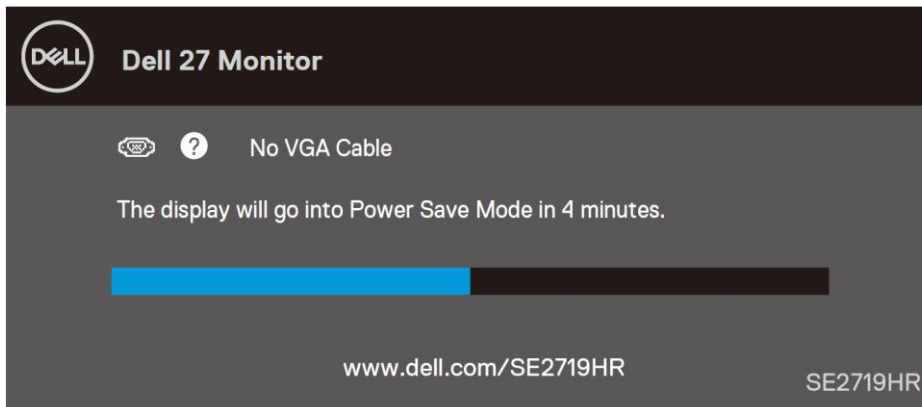 DELL
Dell 27 Monitor
? No VGA Cable
The display will go into Power Save Mode in 4 minutes.
www.dell.com/SE2719HR
SE2719HR